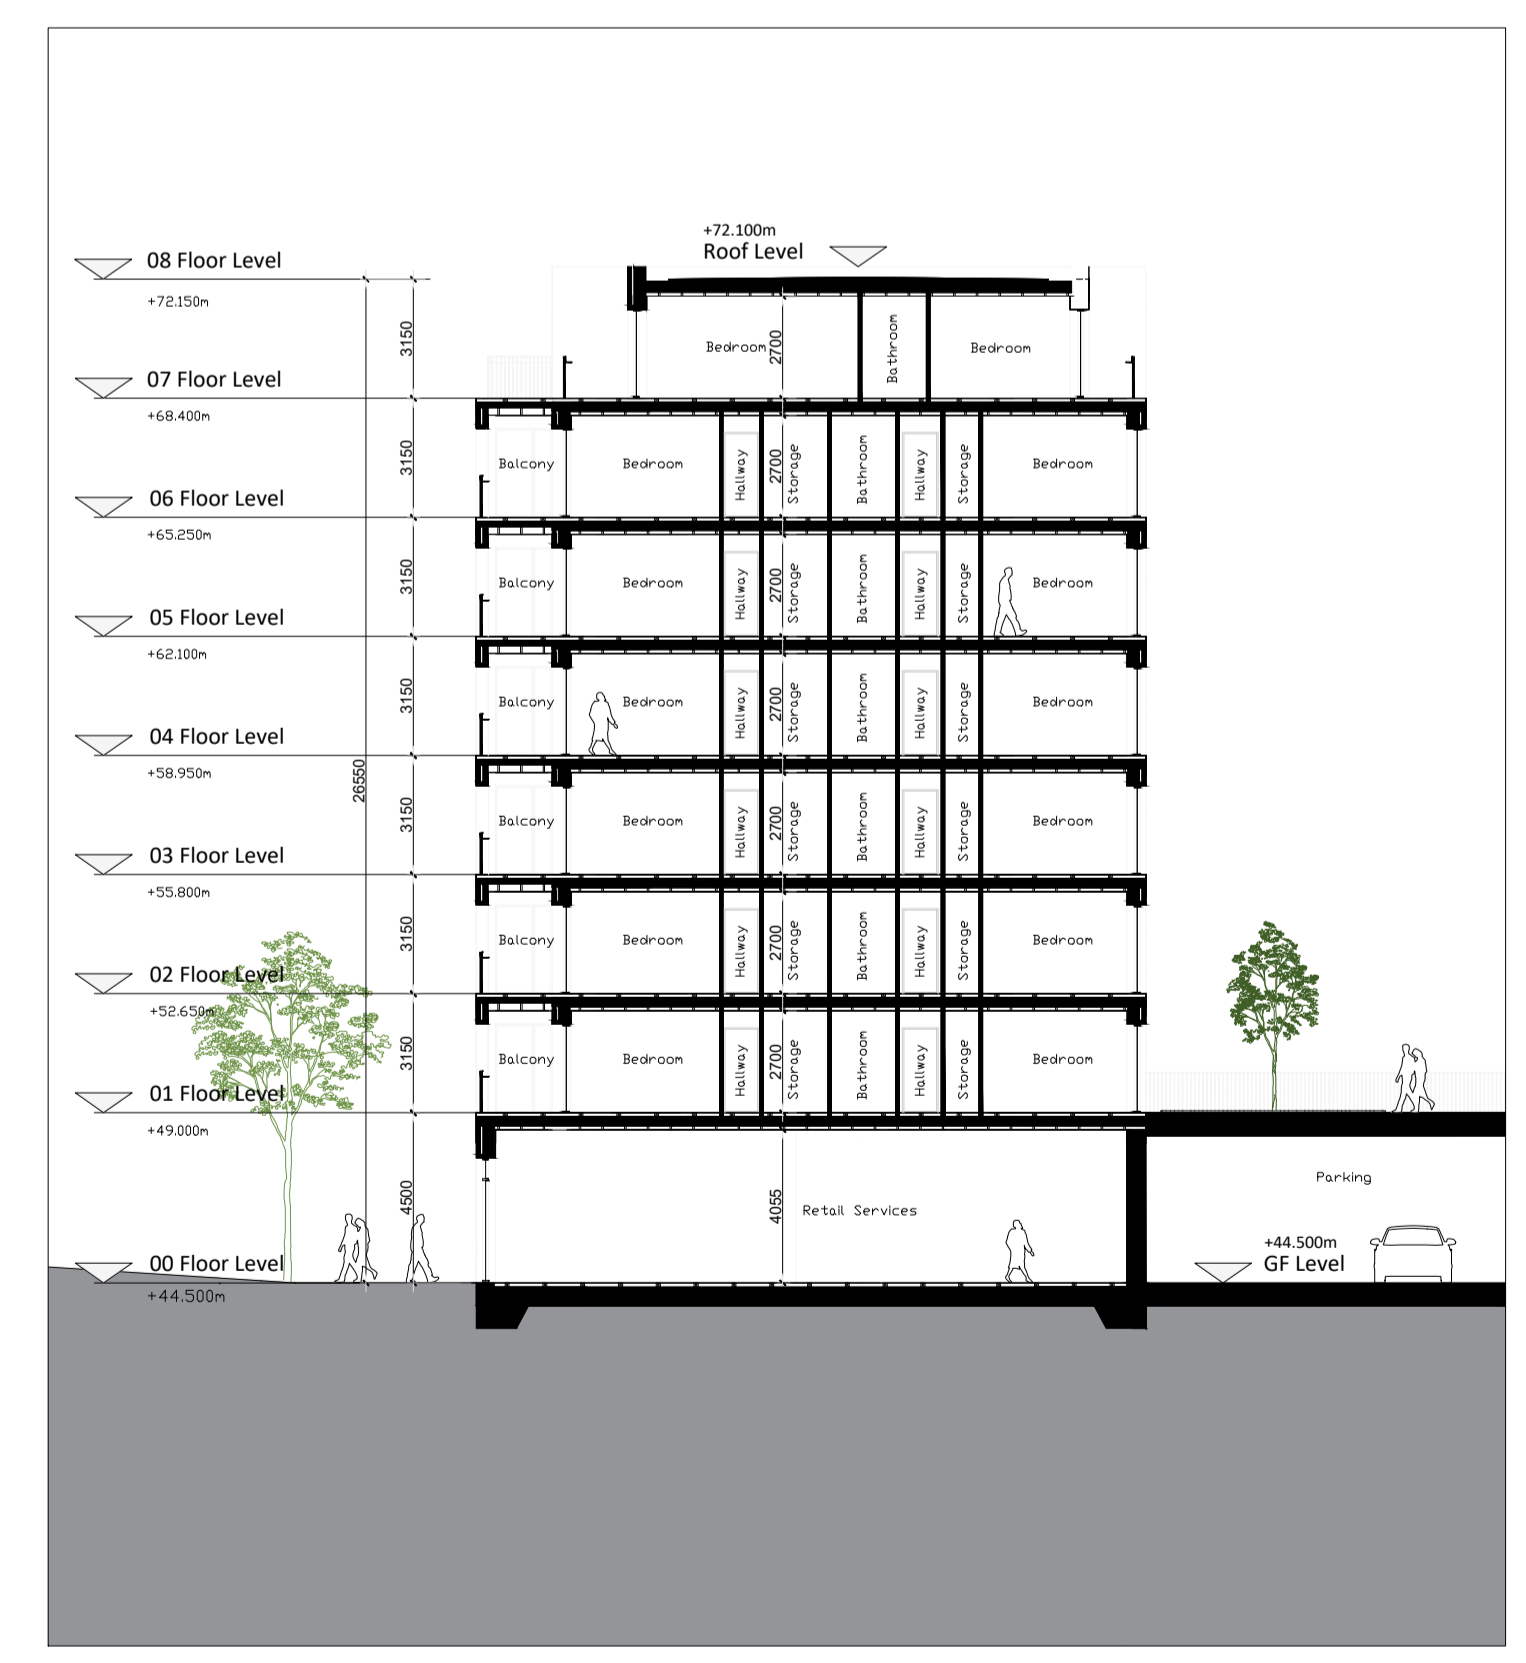 +72.100m
Roof Level
08 Floor Level
+72.150m
3150
Bedroom
2700
Bathroom
Bedroom
07 Floor Level
+68.400m
3150
Balcony
Bedroom
Hallway
2700
Storage
Bathroom
Hallway
Storage
Bedroom
06 Floor Level
+65.250m
3150
Balcony
Bedroom
Hallway
2700
Storage
Bathroom
Hallway
Storage
Bedroom
05 Floor Level
+62.100m
3150
Balcony
Bedroom
Hallway
2700
Storage
Bathroom
Hallway
Storage
Bedroom
04 Floor Level
+58.950m
26550
3150
Balcony
Bedroom
Hallway
2700
Storage
Bathroom
Hallway
Storage
Bedroom
03 Floor Level
+55.800m
3150
Balcony
Bedroom
Hallway
2700
Storage
Bathroom
Hallway
Storage
Bedroom
02 Floor Level
+52.650m
3150
Balcony
Bedroom
Hallway
2700
Storage
Bathroom
Hallway
Storage
Bedroom
01 Floor Level
+49.000m
4500
4055
Retail Services
Parking
+44.500m
GF Level
00 Floor Level
+44.500m